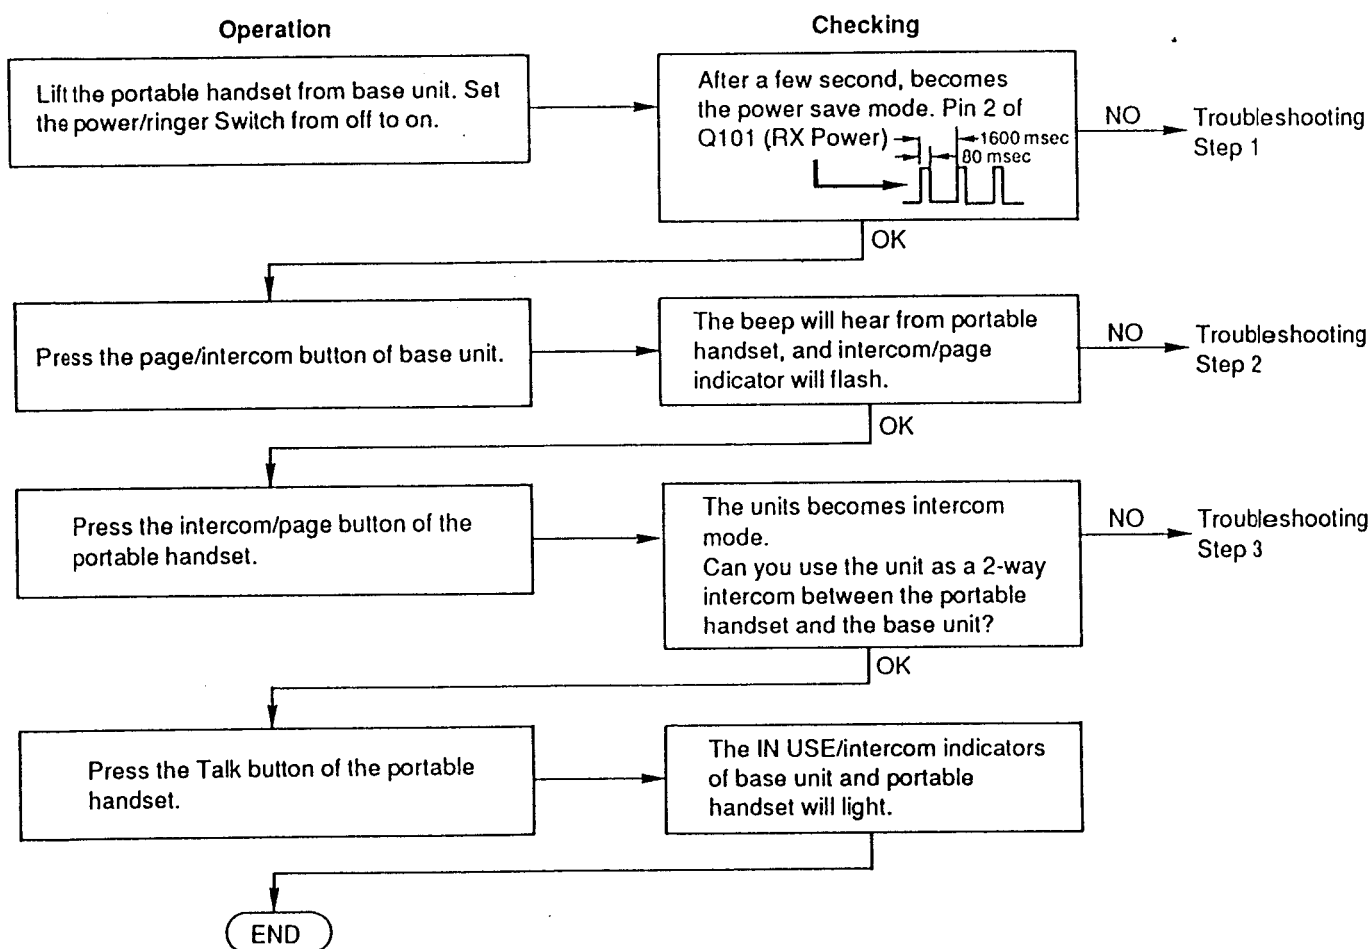 Operation
Checking
Lift the portable handset from base unit. Set
the power/ringer Switch from off to on.
After a few second, becomes
the power save mode. Pin 2 of
Q101 (RX Power)
1600 msec
80 msec
NO
Troubleshooting
Step 1
OK
Press the page/intercom button of base unit.
The beep will hear from portable
handset, and intercom/page
indicator will flash.
NO
Troubleshooting
Step 2
OK
Press the intercom/page button of the
portable handset.
The units becomes intercom
mode.
Can you use the unit as a 2-way
intercom between the portable
handset and the base unit?
NO
Troubleshooting
Step 3
OK
Press the Talk button of the portable
handset.
The IN USE/intercom indicators
of base unit and portable
handset will light.
END